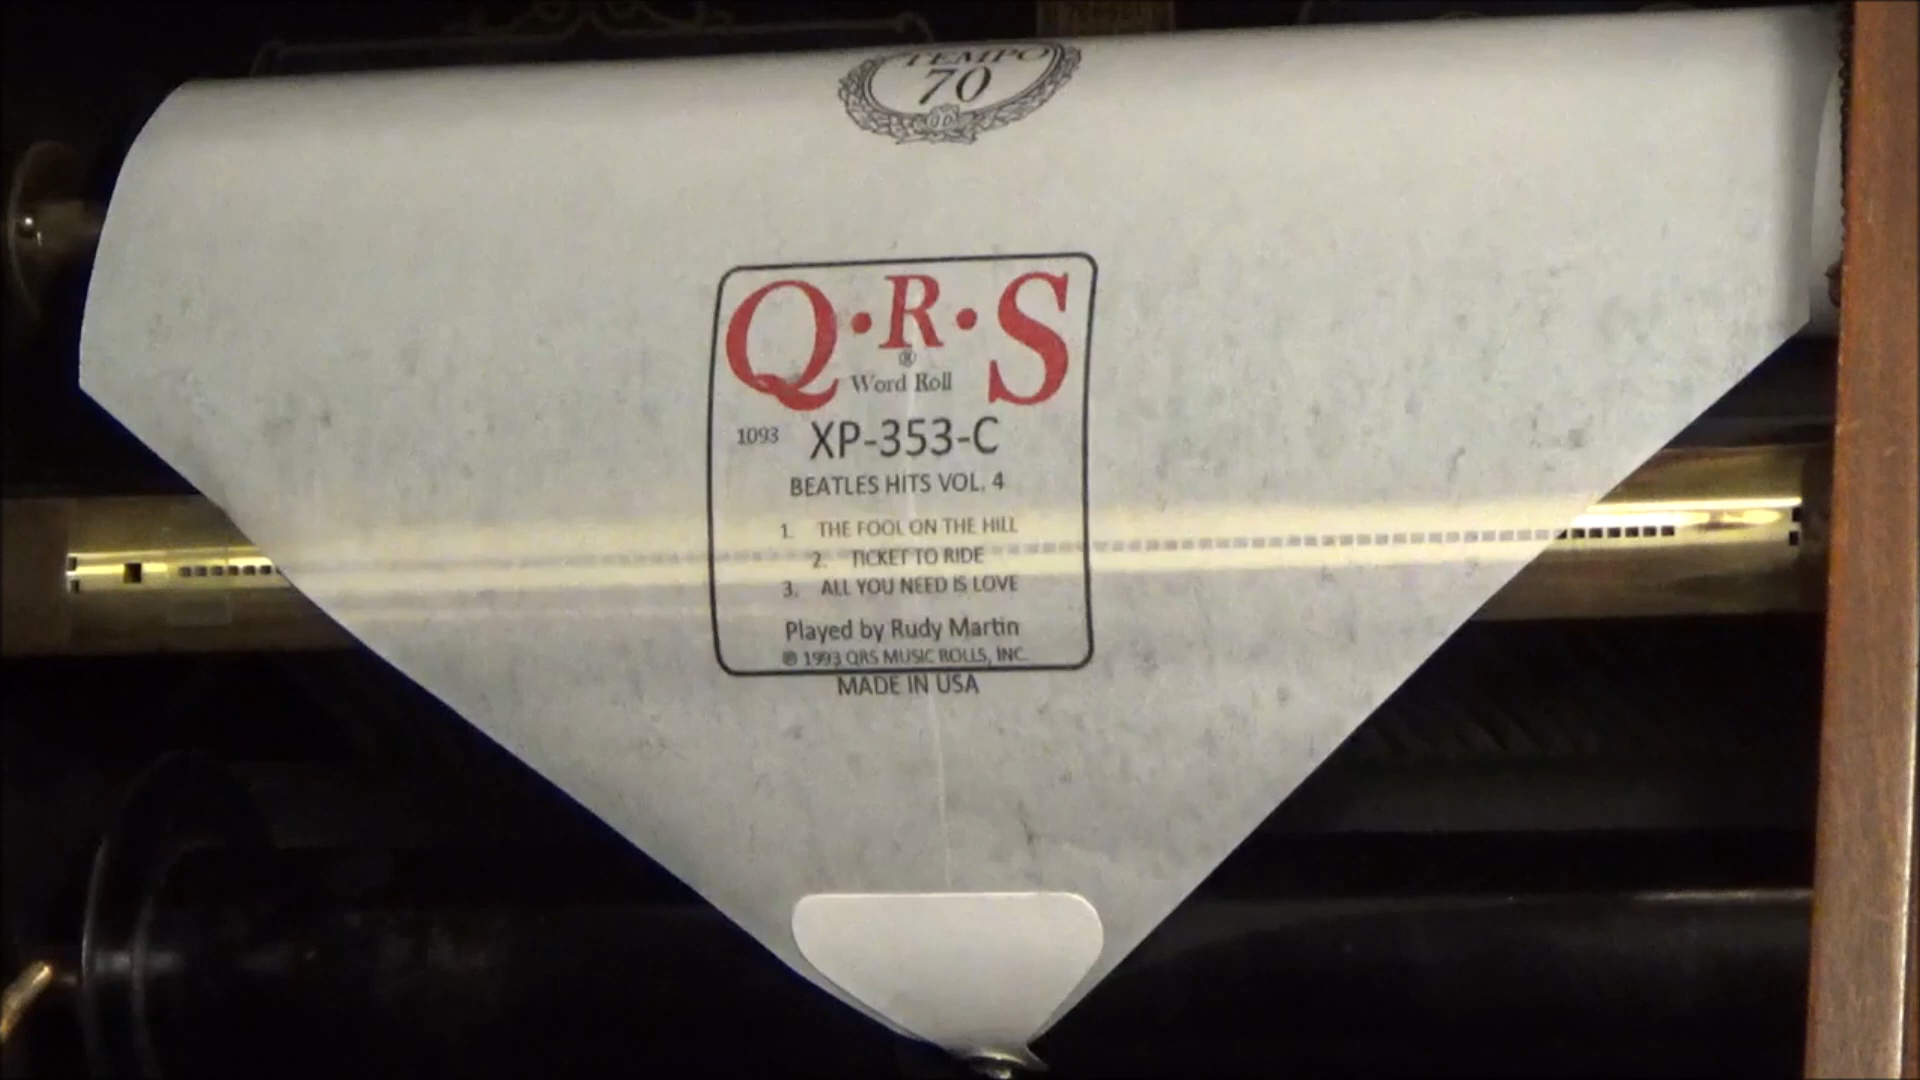 TEMPO
70
Q•R•S
®
Word Roll
1093 XP-353-C
BEATLES HITS VOL. 4
1. THE FOOL ON THE HILL
2. TICKET TO RIDE
3. ALL YOU NEED IS LOVE
Played by Rudy Martin
℗ 1993 QRS MUSIC ROLLS, INC.
MADE IN USA